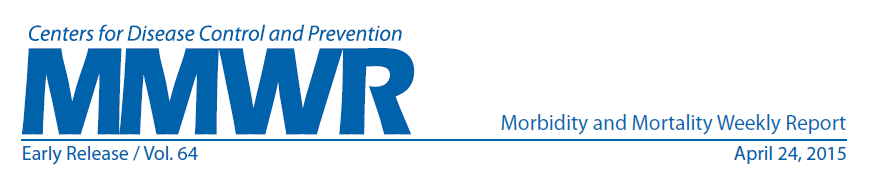 Centers for Disease Control and Prevention
MMWR
Morbidity and Mortality Weekly Report
Early Release / Vol. 64
April 24, 2015